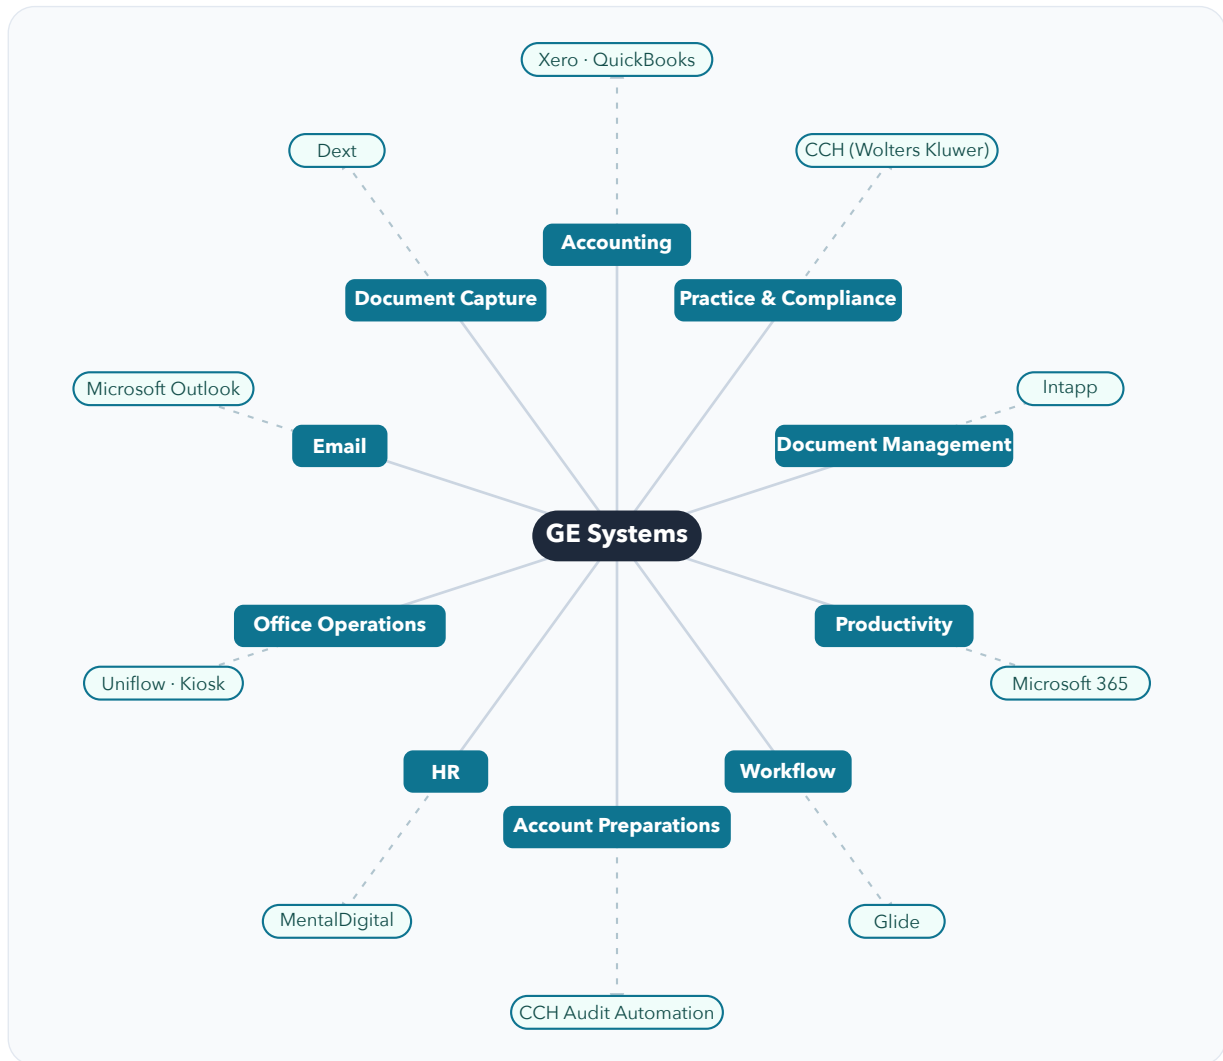 Xero · QuickBooks
Dext
CCH (Wolters Kluwer)
Accounting
Document Capture
Practice & Compliance
Microsoft Outlook
Intapp
Email
Document Management
GE Systems
Office Operations
Productivity
Uniflow · Kiosk
Microsoft 365
HR
Workflow
Account Preparations
MentalDigital
Glide
CCH Audit Automation